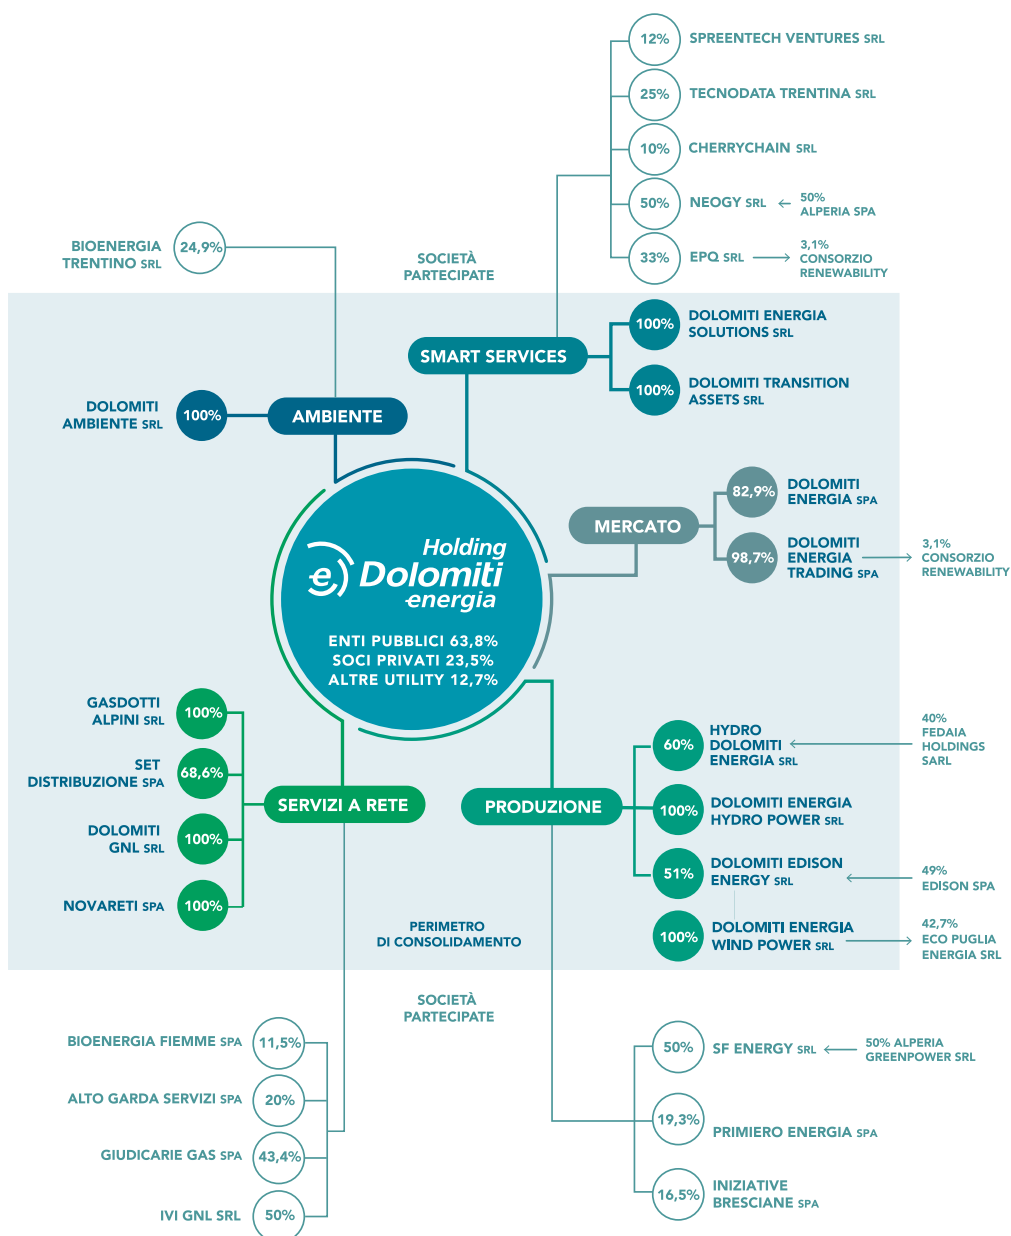 12%
SPREENTECH VENTURES SRL
25%
TECNODATA TRENTINA SRL
10%
CHERRYCHAIN SRL
50%
NEOGY SRL
50%
ALPERIA SPA
33%
EPQ SRL
3,1%
CONSORZIO
RENEWABILITY
BIOENERGIA
TRENTINO SRL
24,9%
SOCIETÀ
PARTECIPATE
SMART SERVICES
100%
DOLOMITI ENERGIA
SOLUTIONS SRL
100%
DOLOMITI TRANSITION
ASSETS SRL
DOLOMITI
AMBIENTE SRL
100%
AMBIENTE
MERCATO
82,9%
DOLOMITI
ENERGIA SPA
98,7%
DOLOMITI
ENERGIA
TRADING SPA
3,1%
CONSORZIO
RENEWABILITY
Holding
e Dolomiti
energia
ENTI PUBBLICI 63,8%
SOCI PRIVATI 23,5%
ALTRE UTILITY 12,7%
GASDOTTI
ALPINI SRL
100%
SET
DISTRIBUZIONE SPA
68,6%
DOLOMITI
GNL SRL
100%
NOVARETI SPA
100%
SERVIZI A RETE
PRODUZIONE
60%
HYDRO
DOLOMITI
ENERGIA SRL
40%
FEDAIA
HOLDINGS
SARL
100%
DOLOMITI ENERGIA
HYDRO POWER SRL
51%
DOLOMITI EDISON
ENERGY SRL
49%
EDISON SPA
100%
DOLOMITI ENERGIA
WIND POWER SRL
42,7%
ECO PUGLIA
ENERGIA SRL
PERIMETRO
DI CONSOLIDAMENTO
SOCIETÀ
PARTECIPATE
BIOENERGIA FIEMME SPA
11,5%
ALTO GARDA SERVIZI SPA
20%
GIUDICARIE GAS SPA
43,4%
IVI GNL SRL
50%
50%
SF ENERGY SRL
50% ALPERIA
GREENPOWER SRL
19,3%
PRIMIERO ENERGIA SPA
16,5%
INIZIATIVE
BRESCIANE SPA